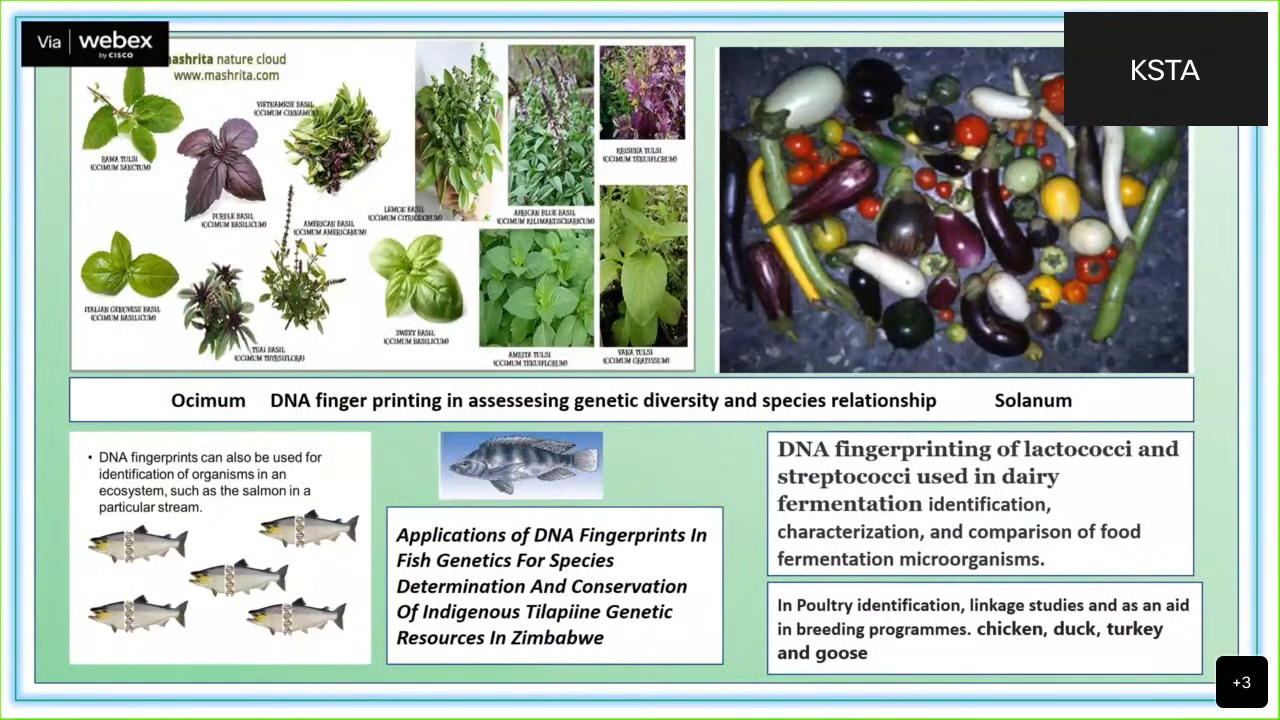 Via webex
by CISCO
KSTA
mashrita nature cloud
www.mashrita.com
RAMA TULSI
(OCIMUM SANCTUM)
PURPLE BASIL
(OCIMUM BASILICUM)
VIETNAMESE BASIL
(OCIMUM CINNAMON)
LEMON BASIL
(OCIMUM CITRIODORUM)
AFRICAN BLUE BASIL
(OCIMUM KILIMANDSCHARICUM)
KRISHNA TULSI
(OCIMUM TENUIFLORUM)
ITALIAN GENOVESE BASIL
(OCIMUM BASILICUM)
THAI BASIL
(OCIMUM THYRSIFLORA)
AMERICAN BASIL
(OCIMUM AMERICANUM)
SWEET BASIL
(OCIMUM BASILICUM)
AMRITA TULSI
(OCIMUM TENUIFLORUM)
VANA TULSI
(OCIMUM GRATISSUM)
Ocimum DNA finger printing in assessesing genetic diversity and species relationship Solanum
• DNA fingerprints can also be used for
identification of organisms in an
ecosystem, such as the salmon in a
particular stream.
Applications of DNA Fingerprints In
Fish Genetics For Species
Determination And Conservation
Of Indigenous Tilapiine Genetic
Resources In Zimbabwe
DNA fingerprinting of lactococci and
streptococci used in dairy
fermentation identification,
characterization, and comparison of food
fermentation microorganisms.
In Poultry identification, linkage studies and as an aid
in breeding programmes. chicken, duck, turkey
and goose
+3